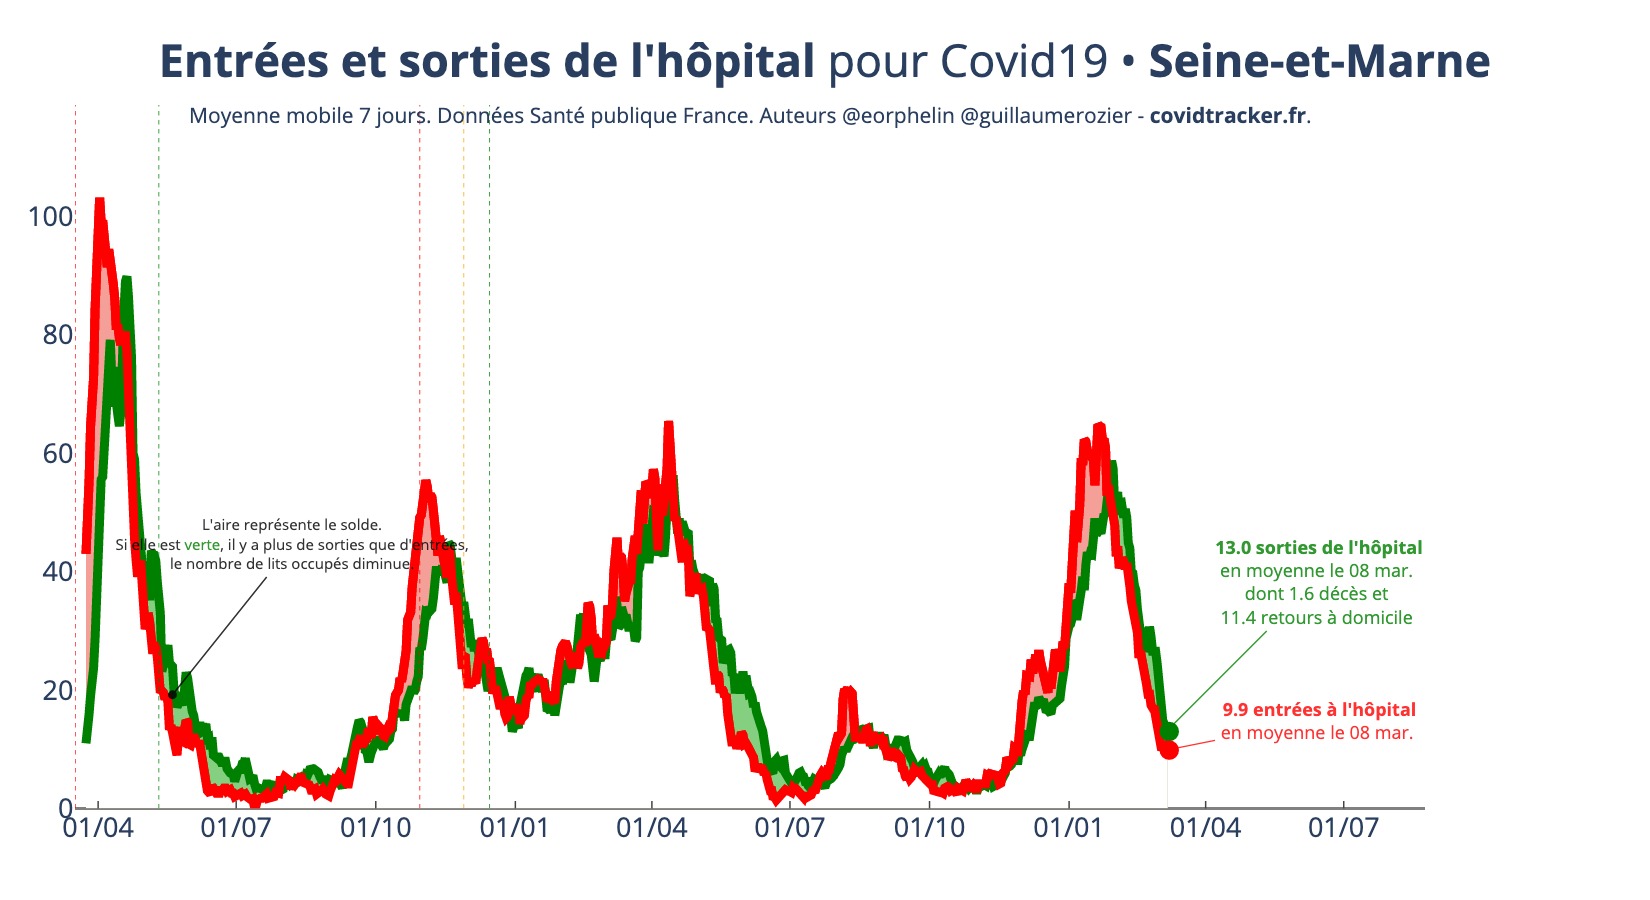 Entrées et sorties de l'hôpital pour Covid19 • Seine-et-Marne
Moyenne mobile 7 jours. Données Santé publique France. Auteurs @eorphelin @guillaumerozier - covidtracker.fr.
100
80
60
40
20
0
L'aire représente le solde.
Si elle est verte, il y a plus de sorties que d'entrées,
le nombre de lits occupés diminue
13.0 sorties de l'hôpital
en moyenne le 08 mar.
dont 1.6 décès et
11.4 retours à domicile
9.9 entrées à l'hôpital
en moyenne le 08 mar.
01/04 01/07 01/10 01/01 01/04 01/07 01/10 01/01 01/04 01/07